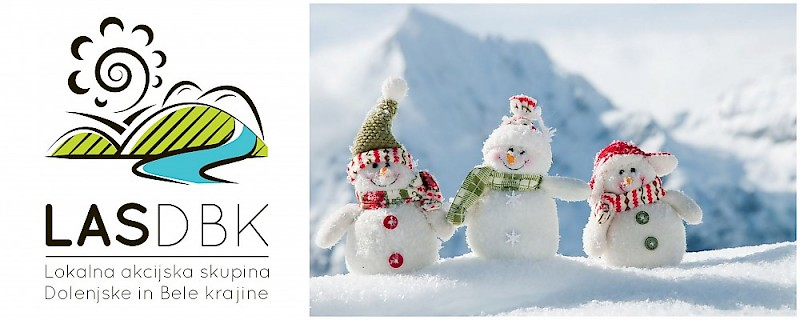 LASDBK
Lokalna akcijska skupina
Dolenjske in Bele krajine